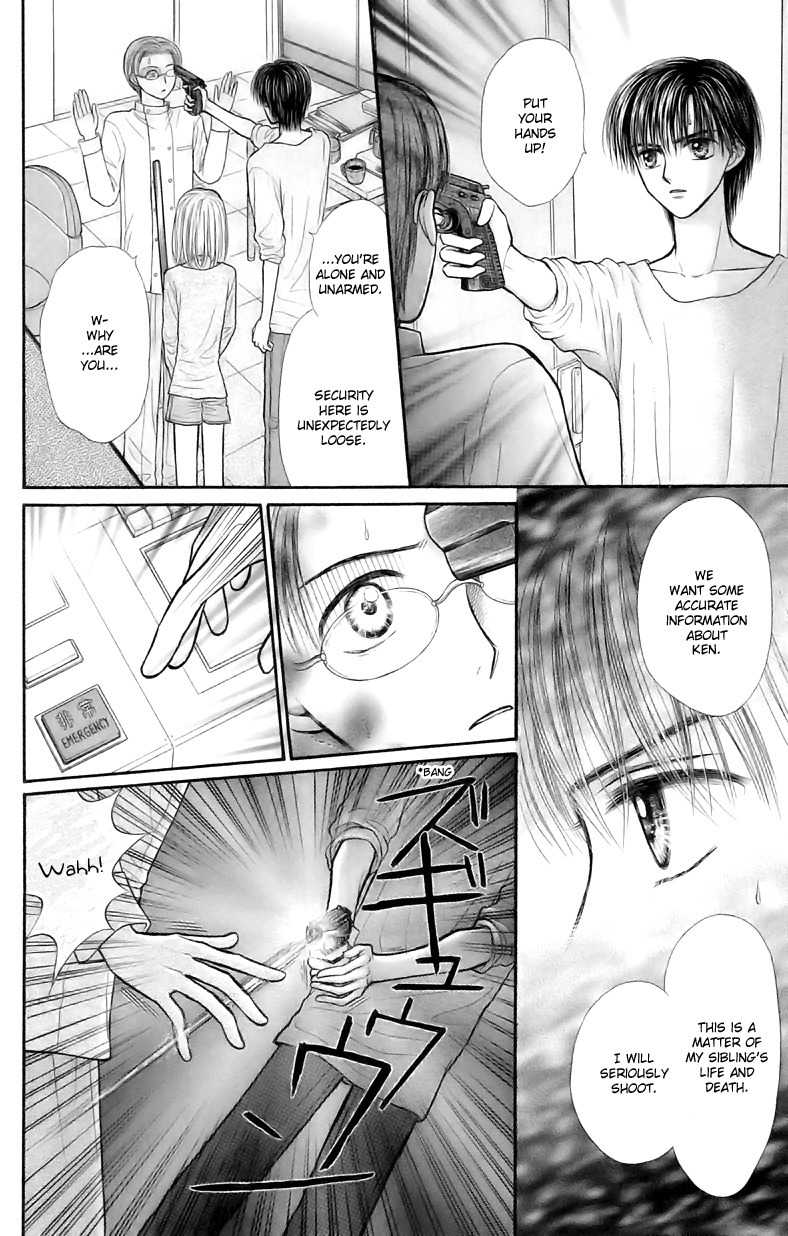 PUT
YOUR
HANDS
UP!
...YOU'RE
ALONE AND
UNARMED.
SECURITY
HERE IS
UNEXPECTEDLY
LOOSE.
W-
WHY
...ARE
YOU...
WE
WANT SOME
ACCURATE
INFORMATION
ABOUT
KEN.
THIS IS A
MATTER OF
MY SIBLING'S
LIFE AND
DEATH.
I WILL
SERIOUSLY
SHOOT.
非常
EMERGENCY
*BANG
ズギュウウウン
Wahh!